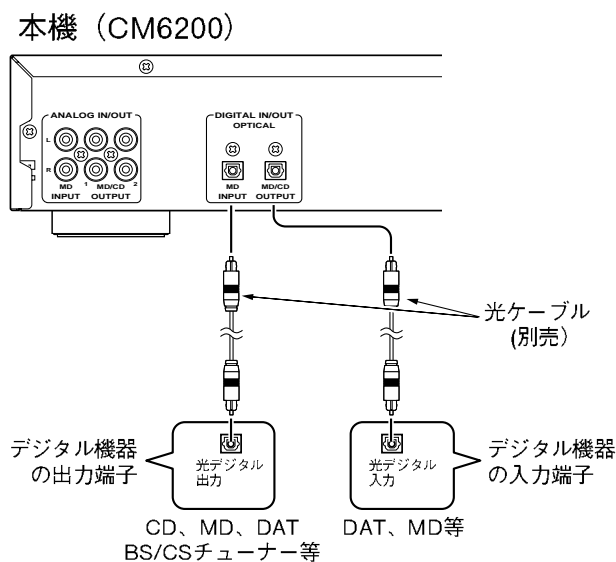 本機（CM6200）
ANALOG IN/OUT
L
R
MD
INPUT
1
MD/CD
OUTPUT
2
DIGITAL IN/OUT
OPTICAL
MD
INPUT
MD/CD
OUTPUT
光ケーブル
(別売）
デジタル機器
の出力端子
光デジタル
出力
光デジタル
入力
デジタル機器
の入力端子
CD、MD、DAT
BS/CSチューナー等
DAT、MD等